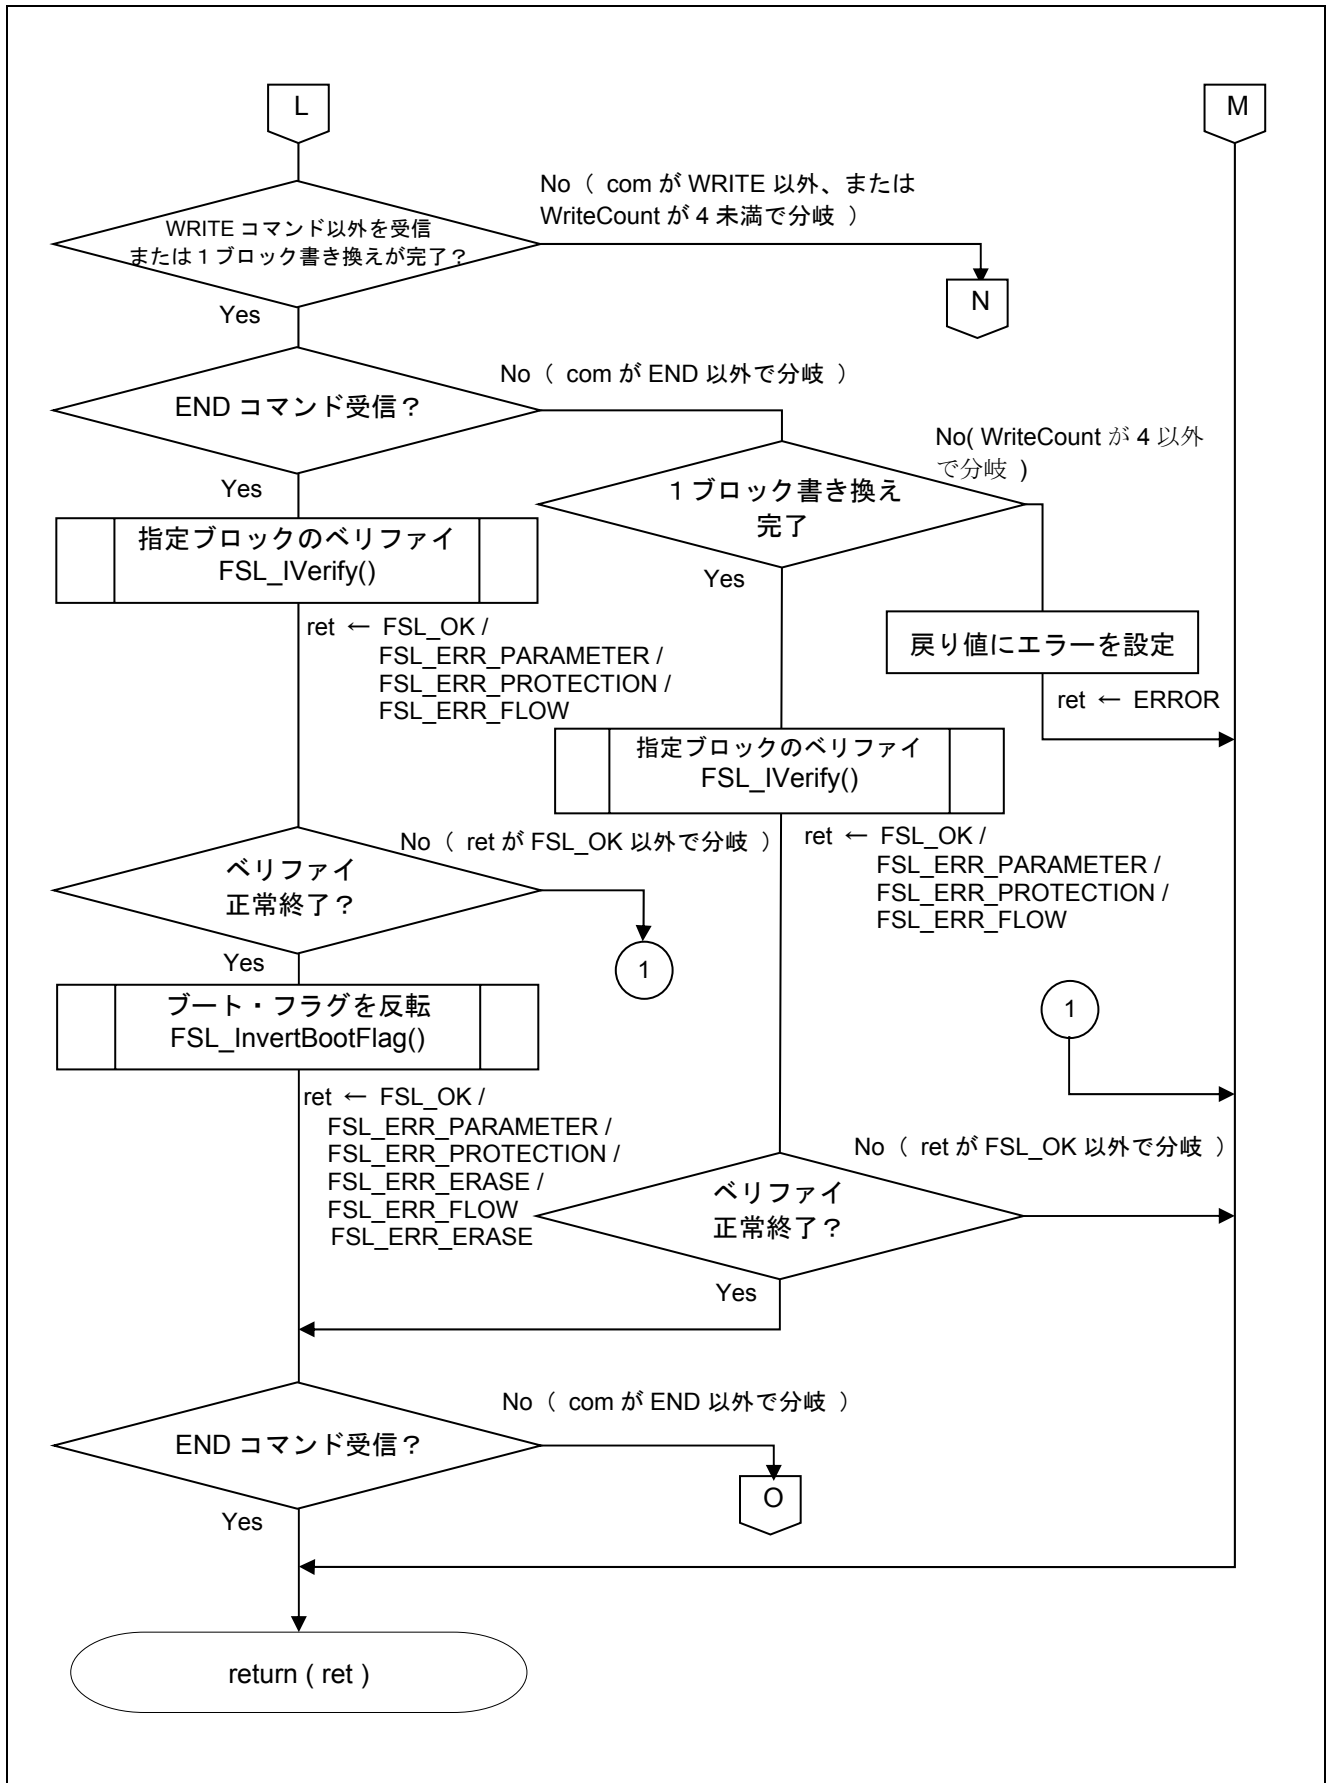 L
M
No（ com が WRITE 以外、または
WriteCount が 4 未満で分岐 ）
WRITE コマンド以外を受信
または１ブロック書き換えが完了？
N
Yes
No（ com が END 以外で分岐 ）
END コマンド受信？
No( WriteCount が 4 以外
で分岐 )
Yes
１ブロック書き換え
完了
指定ブロックのベリファイ
FSL_IVerify()
Yes
ret ← FSL_OK /
FSL_ERR_PARAMETER /
FSL_ERR_PROTECTION /
FSL_ERR_FLOW
戻り値にエラーを設定
ret ← ERROR
指定ブロックのベリファイ
FSL_IVerify()
No（ ret が FSL_OK 以外で分岐 ）
ret ← FSL_OK /
FSL_ERR_PARAMETER /
FSL_ERR_PROTECTION /
FSL_ERR_FLOW
ベリファイ
正常終了？
Yes
1
ブート・フラグを反転
FSL_InvertBootFlag()
1
ret ← FSL_OK /
FSL_ERR_PARAMETER /
FSL_ERR_PROTECTION /
FSL_ERR_ERASE /
FSL_ERR_FLOW
FSL_ERR_ERASE
No（ ret が FSL_OK 以外で分岐 ）
ベリファイ
正常終了？
Yes
No（ com が END 以外で分岐 ）
END コマンド受信？
O
Yes
return ( ret )